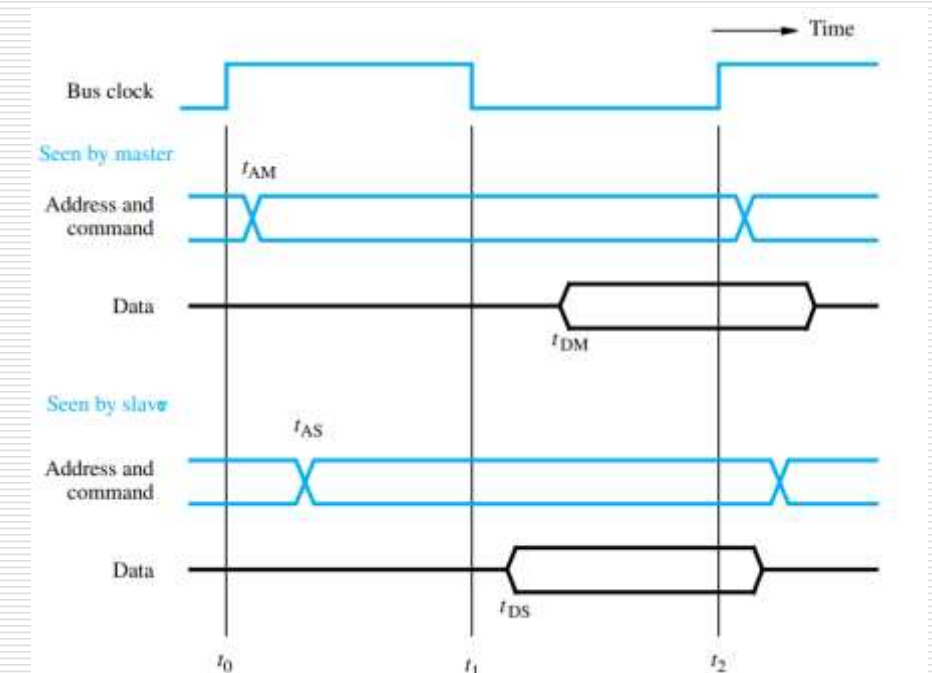 Time
Bus clock
Seen by master
tAM
Address and
command
Data
tDM
Seen by slave
tAS
Address and
command
Data
tDS
t0
t1
t2